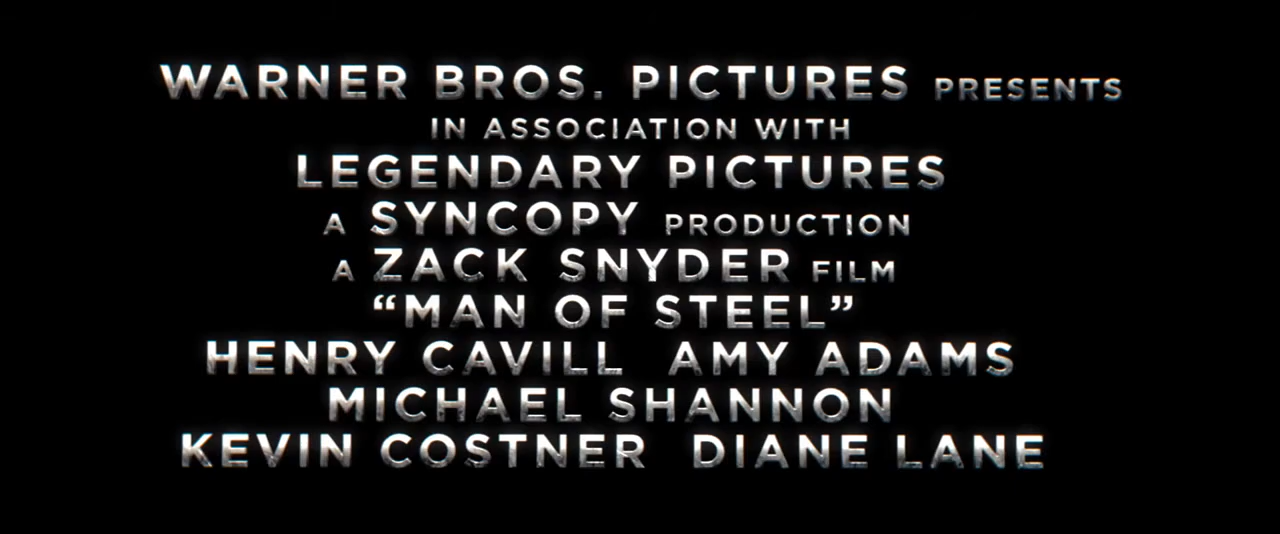 WARNER BROS. PICTURES PRESENTS
IN ASSOCIATION WITH
LEGENDARY PICTURES
A SYNCOPY PRODUCTION
A ZACK SNYDER FILM
“MAN OF STEEL”
HENRY CAVILL AMY ADAMS
MICHAEL SHANNON
KEVIN COSTNER DIANE LANE